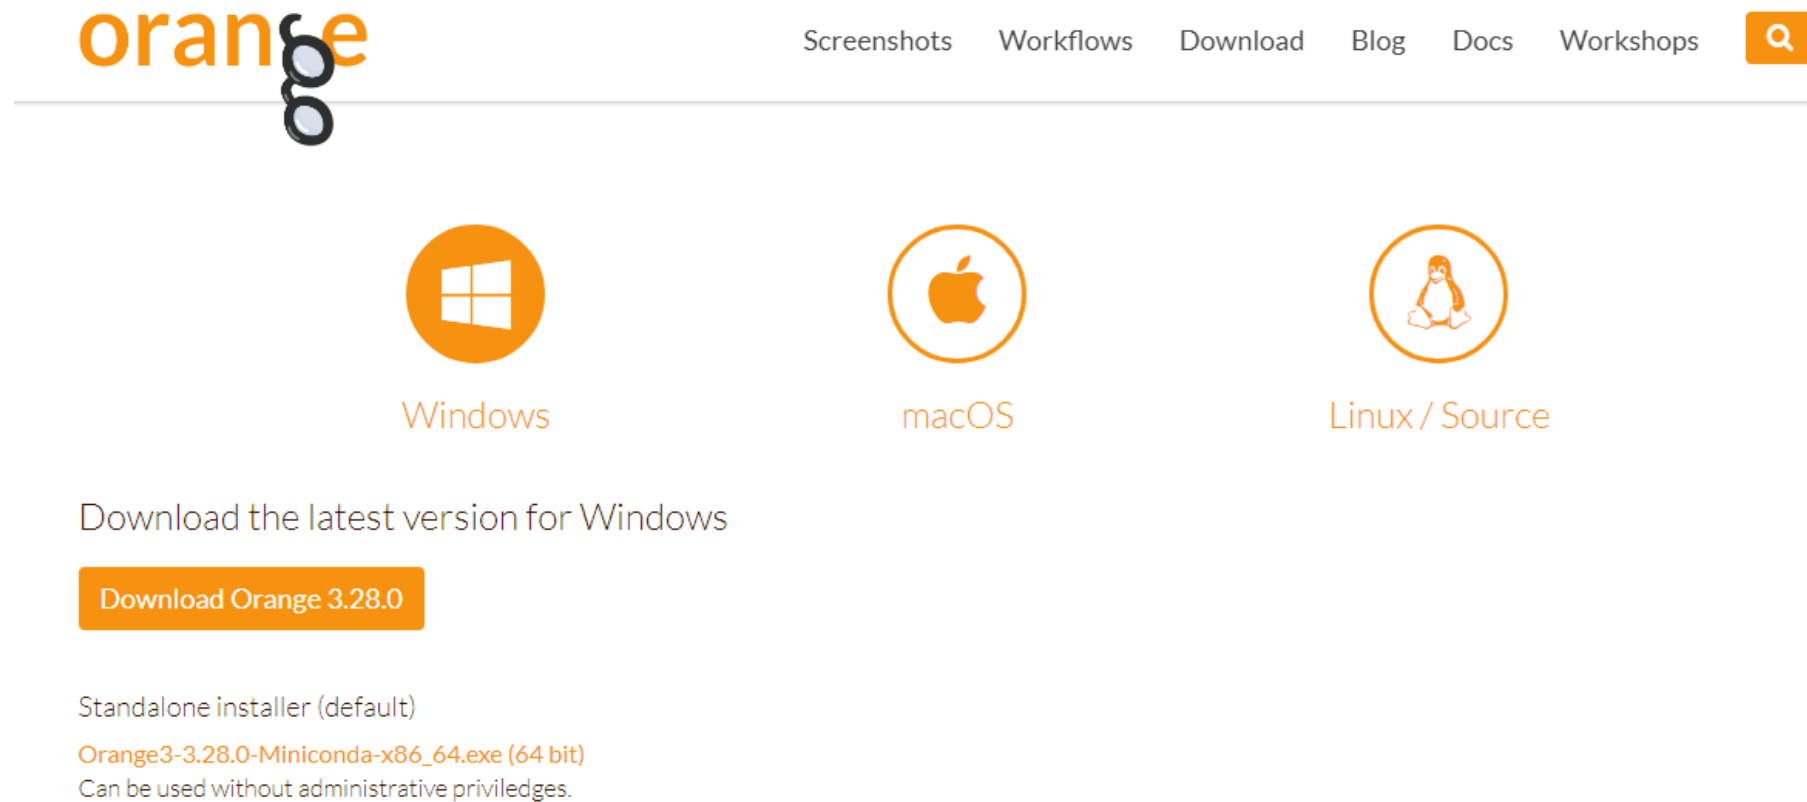 orange
Screenshots Workflows Download Blog Docs Workshops
Windows macOS Linux / Source
Download the latest version for Windows
Download Orange 3.28.0
Standalone installer (default)
Orange3-3.28.0-Miniconda-x86_64.exe (64 bit)
Can be used without administrative priviledges.